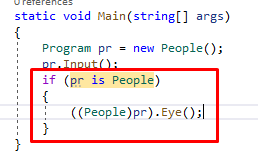 0 references
static void Main(string[] args)
{
Program pr = new People();
pr.Input();
if (pr is People)
{
((People)pr).Eye();
}
}